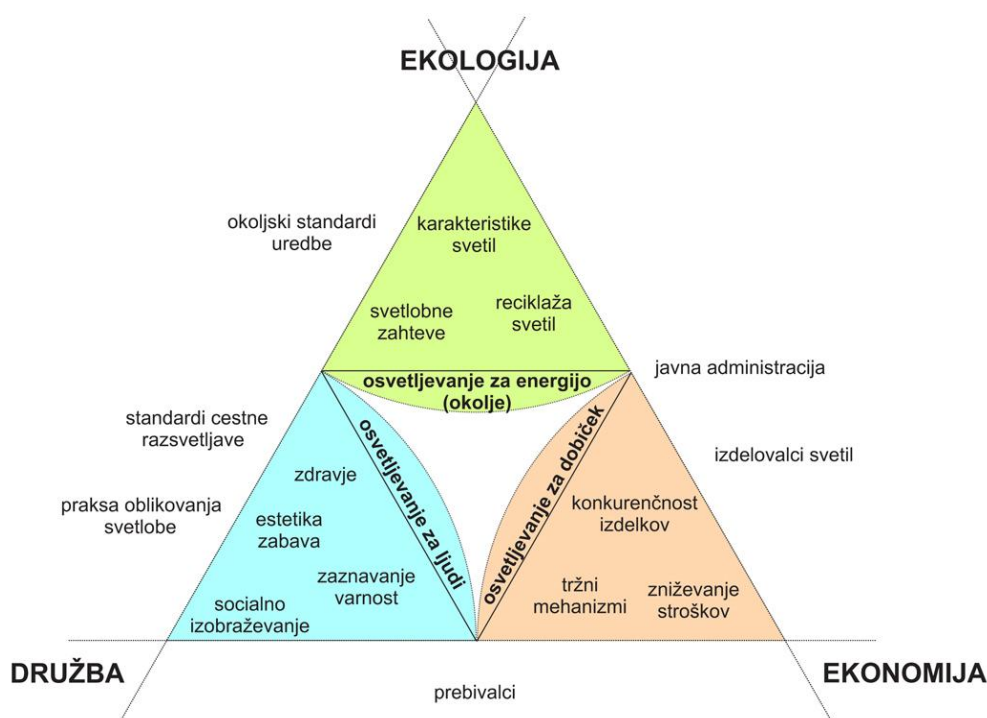 EKOLOGIJA
okoljski standardi
uredbe
karakteristike
svetil
svetlobne
zahteve
reciklaža
svetil
osvetljevanje za energijo
(okolje)
javna administracija
standardi cestne
razsvetljave
praksa oblikovanja
svetlobe
zdravje
estetika
zabava
zaznavanje
varnost
socialno
izobraževanje
osvetljevanje za ljudi
osvetljevanje za dobiček
konkurenčnost
izdelkov
tržni
mehanizmi
zniževanje
stroškov
izdelovalci svetil
DRUŽBA
EKONOMIJA
prebivalci